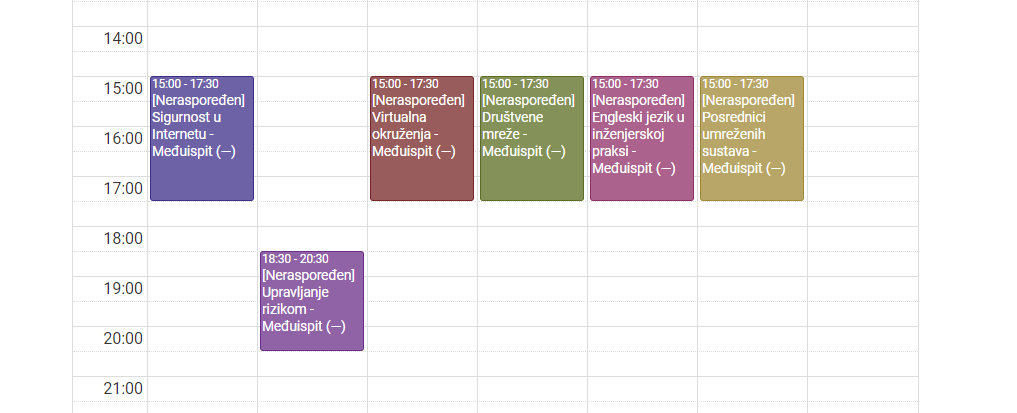 14:00
15:00
16:00
17:00
18:00
19:00
20:00
21:00
15:00 - 17:30
[Neraspoređen]
Sigurnost u
Internetu -
Međuispit (—)
18:30 - 20:30
[Neraspoređen]
Upravljanje
rizikom -
Međuispit (—)
15:00 - 17:30
[Neraspoređen]
Virtualna
okruženja -
Međuispit (—)
15:00 - 17:30
[Neraspoređen]
Društvene
mreže -
Međuispit (—)
15:00 - 17:30
[Neraspoređen]
Engleski jezik u
inženjerskoj
praksi -
Međuispit (—)
15:00 - 17:30
[Neraspoređen]
Posrednici
umreženih
sustava -
Međuispit (—)